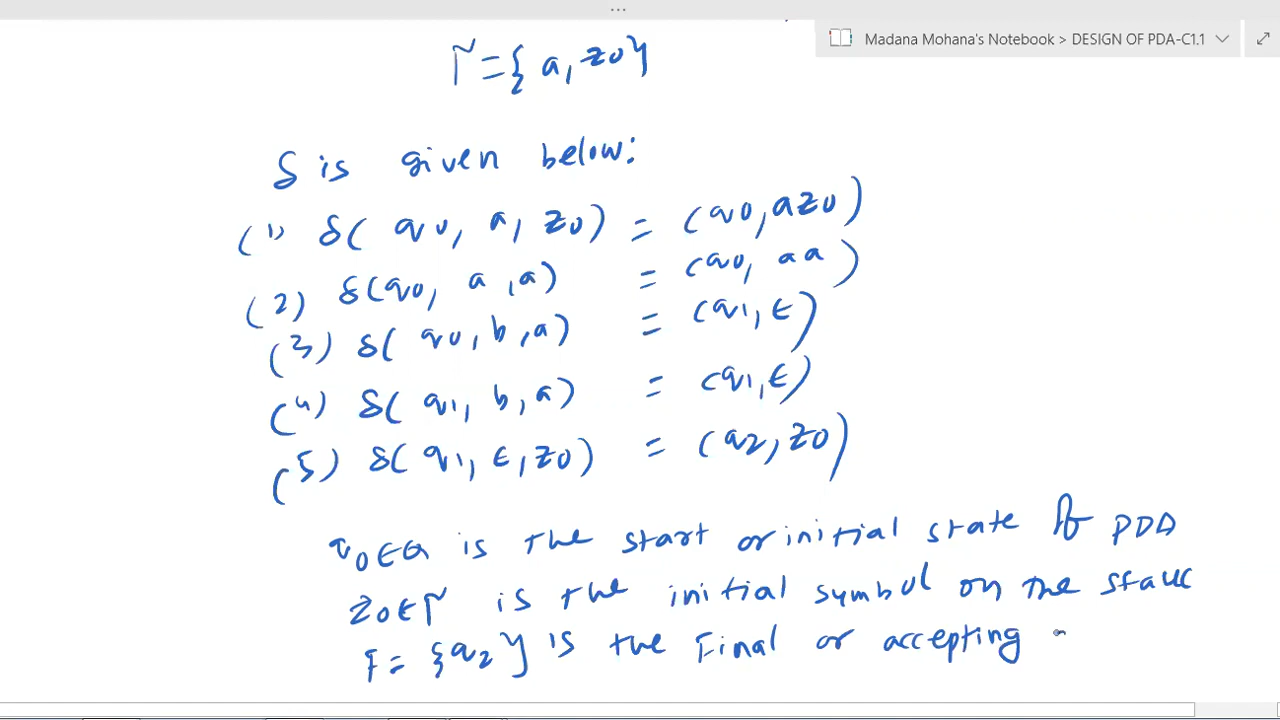 Madana Mohana's Notebook > DESIGN OF PDA-C1.1
Γ = {a, z0}
δ is given below:
(1) δ(q0, a, z0) = (q0, az0)
(2) δ(q0, a, a) = (q0, aa)
(3) δ(q0, b, a) = (q1, ε)
(4) δ(q1, b, a) = (q1, ε)
(5) δ(q1, ε, z0) = (q2, z0)
q0 ∈ Q is the start or initial state of PDA
z0 ∈ Γ is the initial symbol on the stack
F = {q2} is the Final or accepting